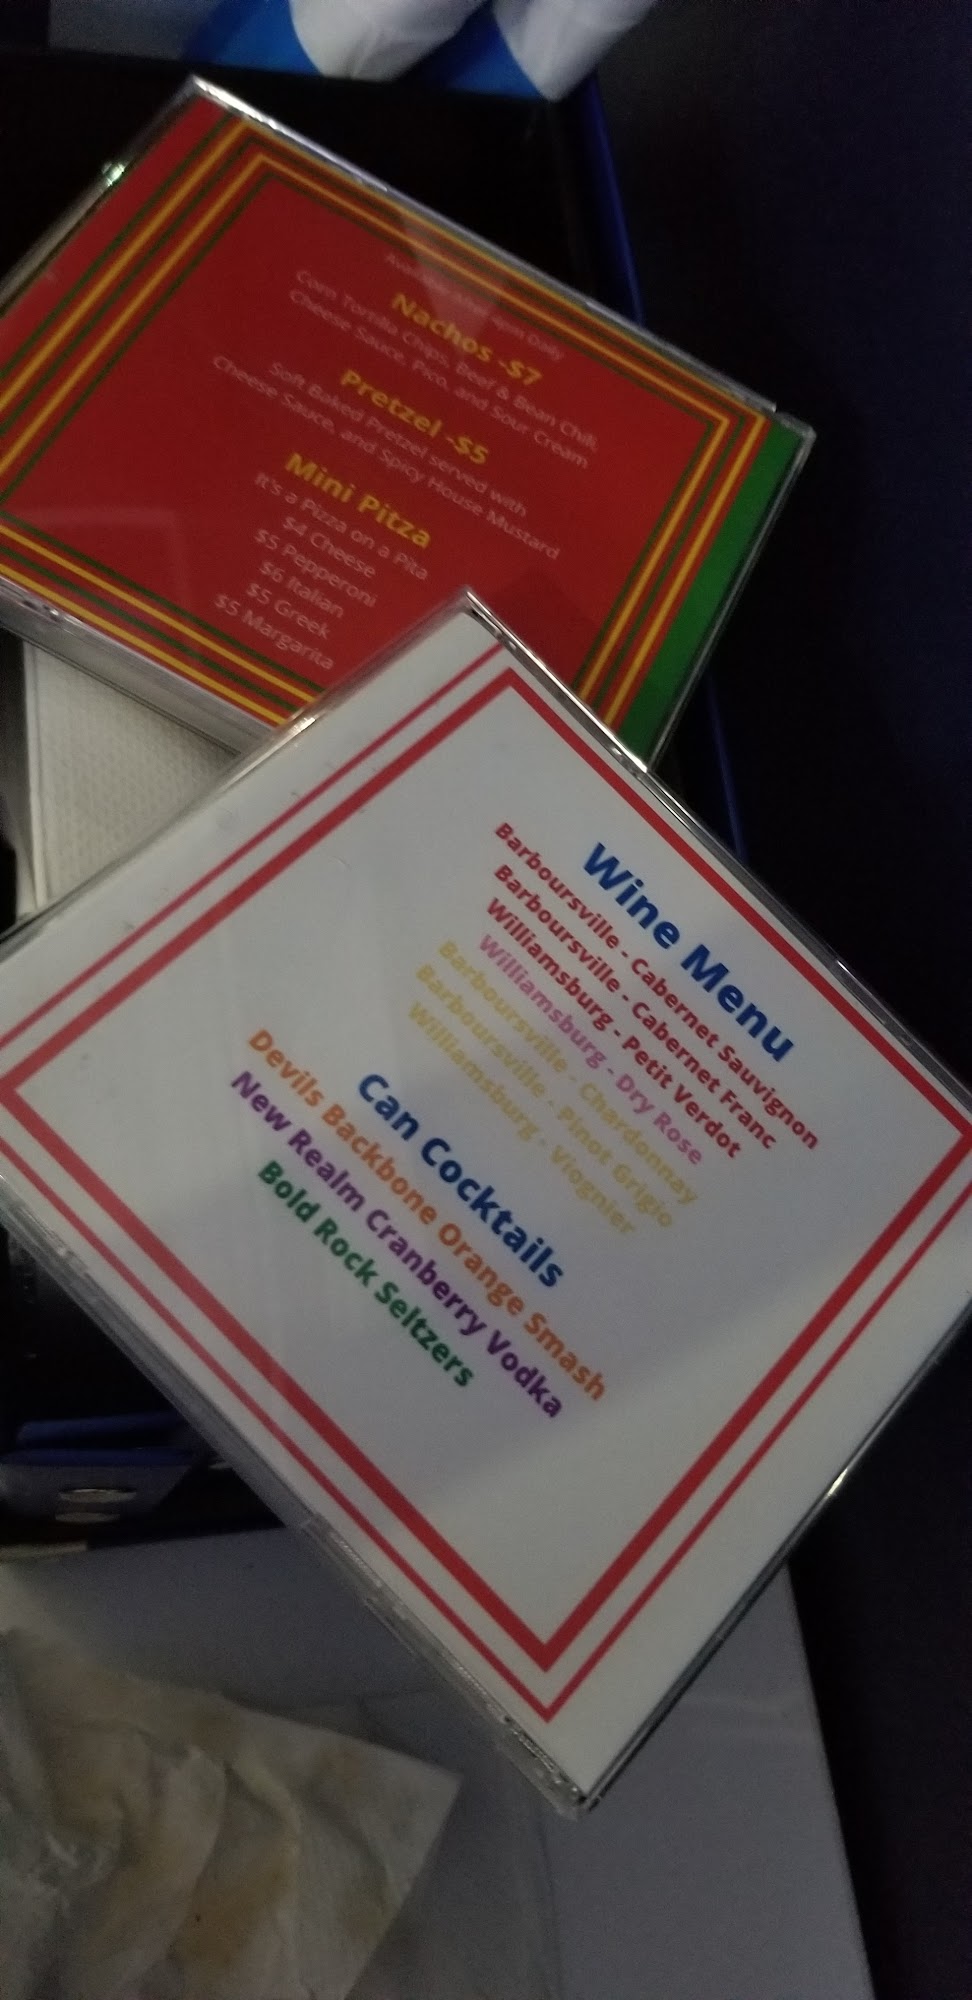 Nachos -$7
Corn Tortilla Chips, Beef & Bean Chili,
Cheese Sauce, Pico, and Sour Cream
Pretzel -$5
Soft Baked Pretzel served with
Cheese Sauce, and Spicy House Mustard
Mini Pitza
It's a Pizza on a Pita
$4 Cheese
$5 Pepperoni
$6 Italian
$5 Greek
$5 Margarita
Wine Menu
Barboursville - Cabernet Sauvignon
Barboursville - Cabernet Franc
Williamsburg - Petit Verdot
Williamsburg - Dry Rose
Barboursville - Chardonnay
Barboursville - Pinot Grigio
Williamsburg - Viognier
Can Cocktails
Devils Backbone Orange Smash
New Realm Cranberry Vodka
Bold Rock Seltzers